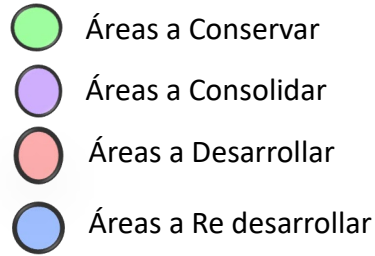 Áreas a Conservar
Áreas a Consolidar
Áreas a Desarrollar
Áreas a Re desarrollar